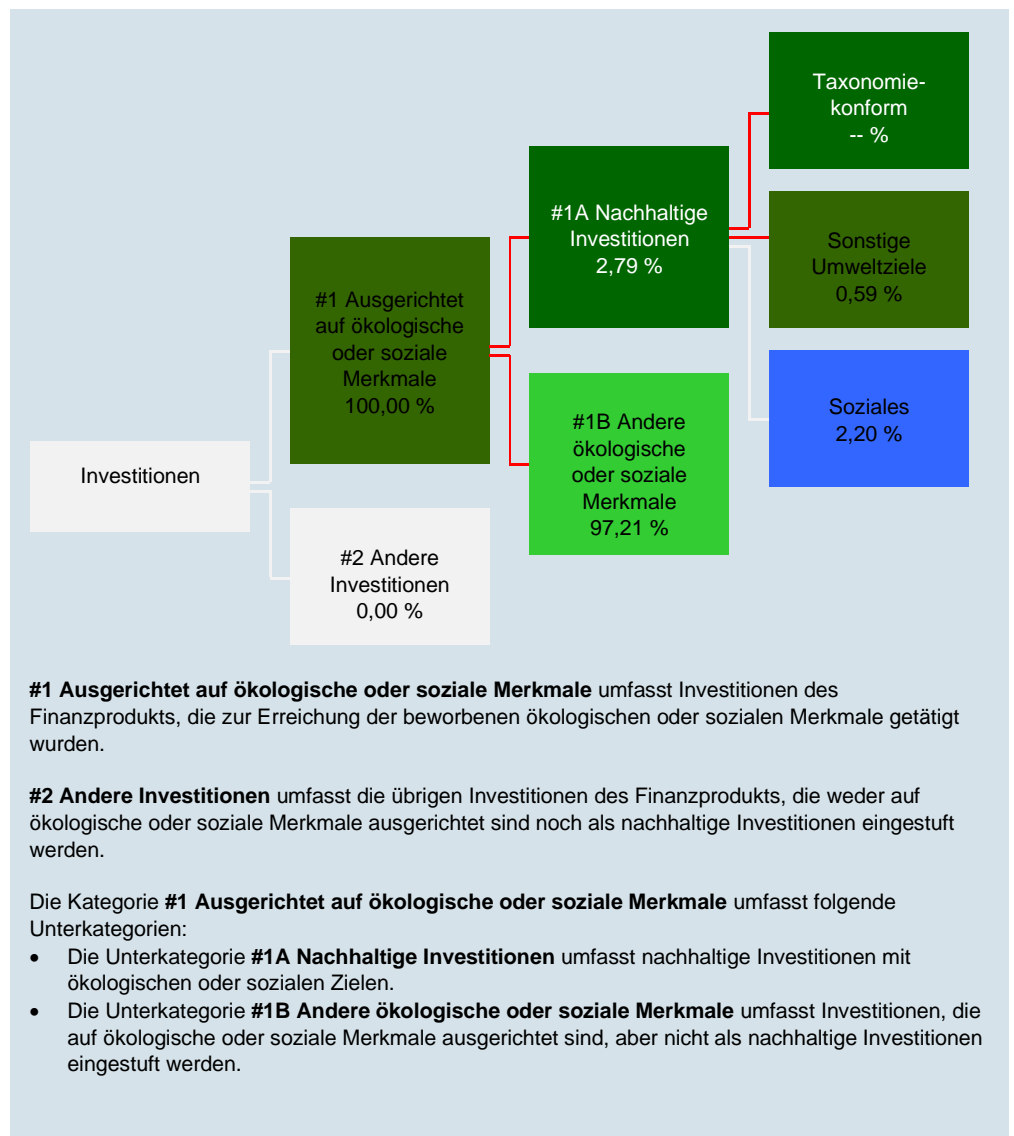 Taxonomie-
konform
-- %
#1A Nachhaltige
Investitionen
2,79 %
Sonstige
Umweltziele
0,59 %
#1 Ausgerichtet
auf ökologische
oder soziale
Merkmale
100,00 %
Soziales
2,20 %
#1B Andere
ökologische
oder soziale
Merkmale
97,21 %
Investitionen
#2 Andere
Investitionen
0,00 %
#1 Ausgerichtet auf ökologische oder soziale Merkmale umfasst Investitionen des
Finanzprodukts, die zur Erreichung der beworbenen ökologischen oder sozialen Merkmale getätigt
wurden.
#2 Andere Investitionen umfasst die übrigen Investitionen des Finanzprodukts, die weder auf
ökologische oder soziale Merkmale ausgerichtet sind noch als nachhaltige Investitionen eingestuft
werden.
Die Kategorie #1 Ausgerichtet auf ökologische oder soziale Merkmale umfasst folgende
Unterkategorien:
• Die Unterkategorie #1A Nachhaltige Investitionen umfasst nachhaltige Investitionen mit
ökologischen oder sozialen Zielen.
• Die Unterkategorie #1B Andere ökologische oder soziale Merkmale umfasst Investitionen, die
auf ökologische oder soziale Merkmale ausgerichtet sind, aber nicht als nachhaltige Investitionen
eingestuft werden.